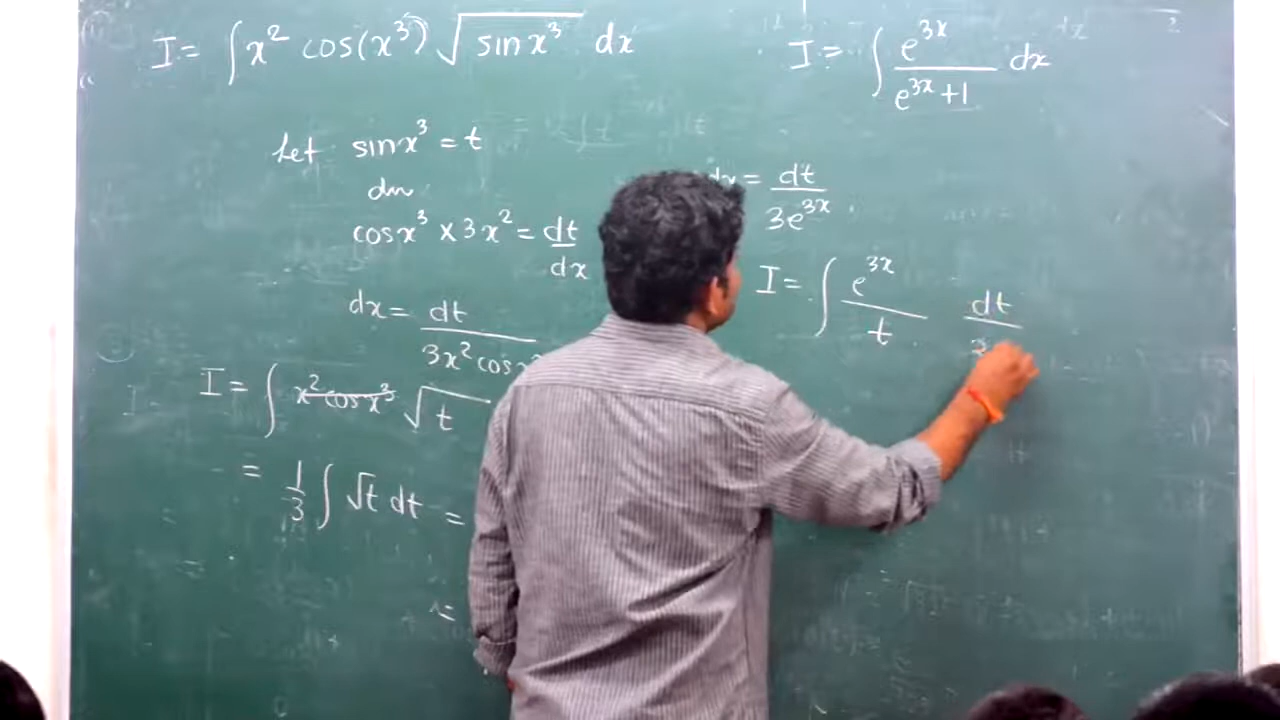 I = ∫ x² cos(x³) √(sin x³) dx
Let sin x³ = t
cos x³ × 3x² = dt/dx
dx = dt/3x² cos
I = ∫ x² cos x³ √t
= 1/3 ∫ √t dt =
=
I = ∫ e^(3x)/(e^(3x)+1) dx
dx = dt/3e^(3x)
I = ∫ e^(3x)/t dt/3